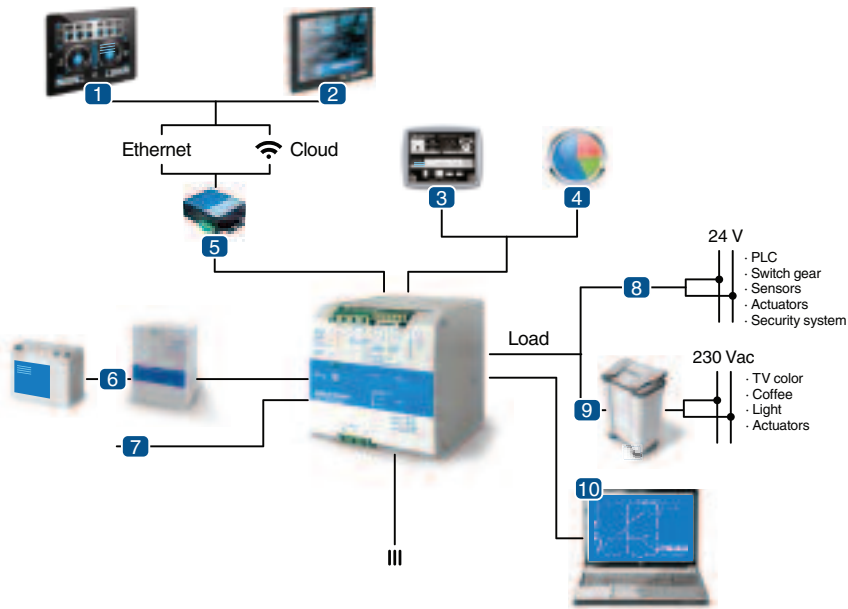 1
2
Ethernet
Cloud
3
4
5
24 V
· PLC
· Switch gear
· Sensors
· Actuators
· Security system
8
Load
6
7
230 Vac
· TV color
· Coffee
· Light
· Actuators
9
10